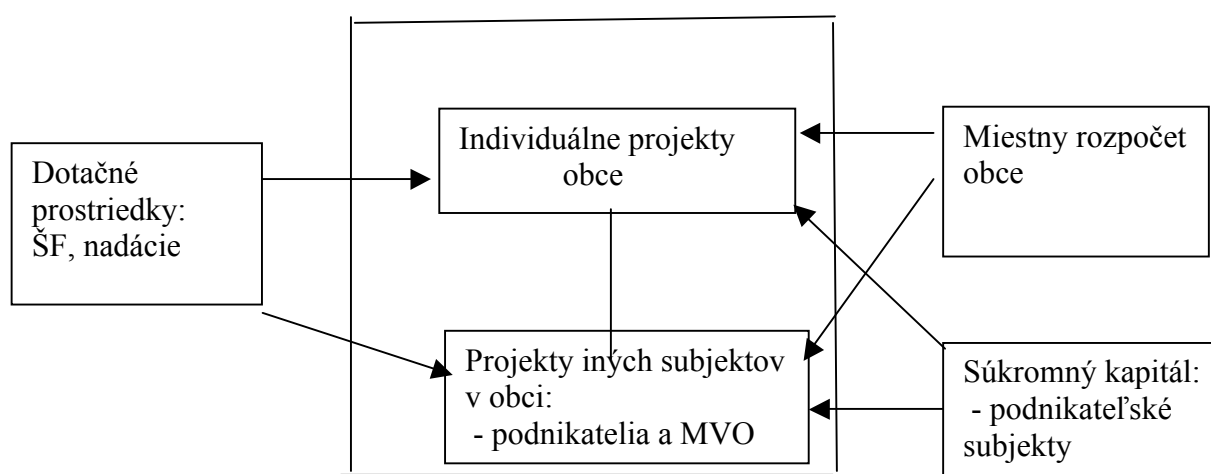 Dotačné
prostriedky:
ŠF, nadácie
Individuálne projekty
obce
Projekty iných subjektov
v obci:
- podnikatelia a MVO
Miestny rozpočet
obce
Súkromný kapitál:
- podnikateľské
subjekty